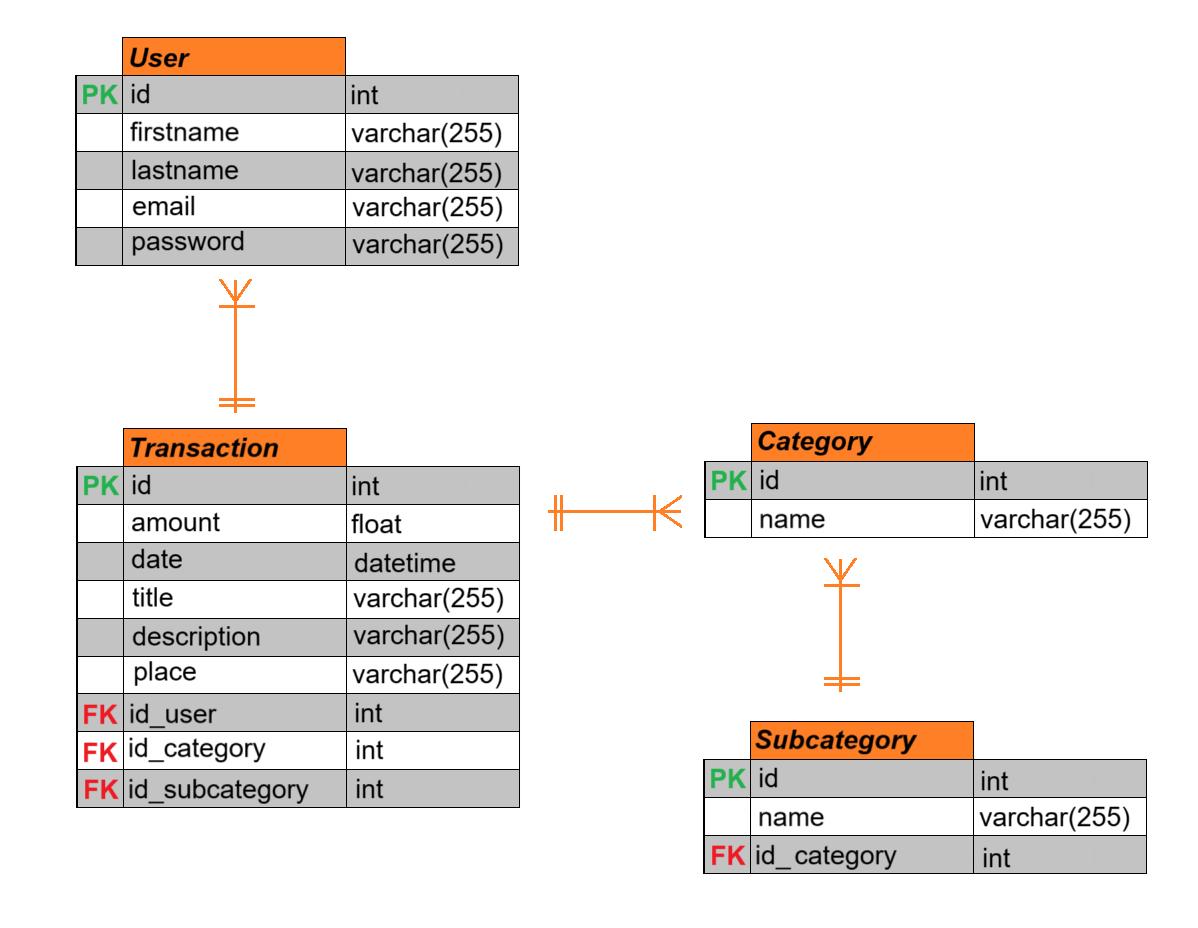 User
PK id int
firstname varchar(255)
lastname varchar(255)
email varchar(255)
password varchar(255)
Transaction
PK id int
amount float
date datetime
title varchar(255)
description varchar(255)
place varchar(255)
FK id_user int
FK id_category int
FK id_subcategory int
Category
PK id int
name varchar(255)
Subcategory
PK id int
name varchar(255)
FK id_category int